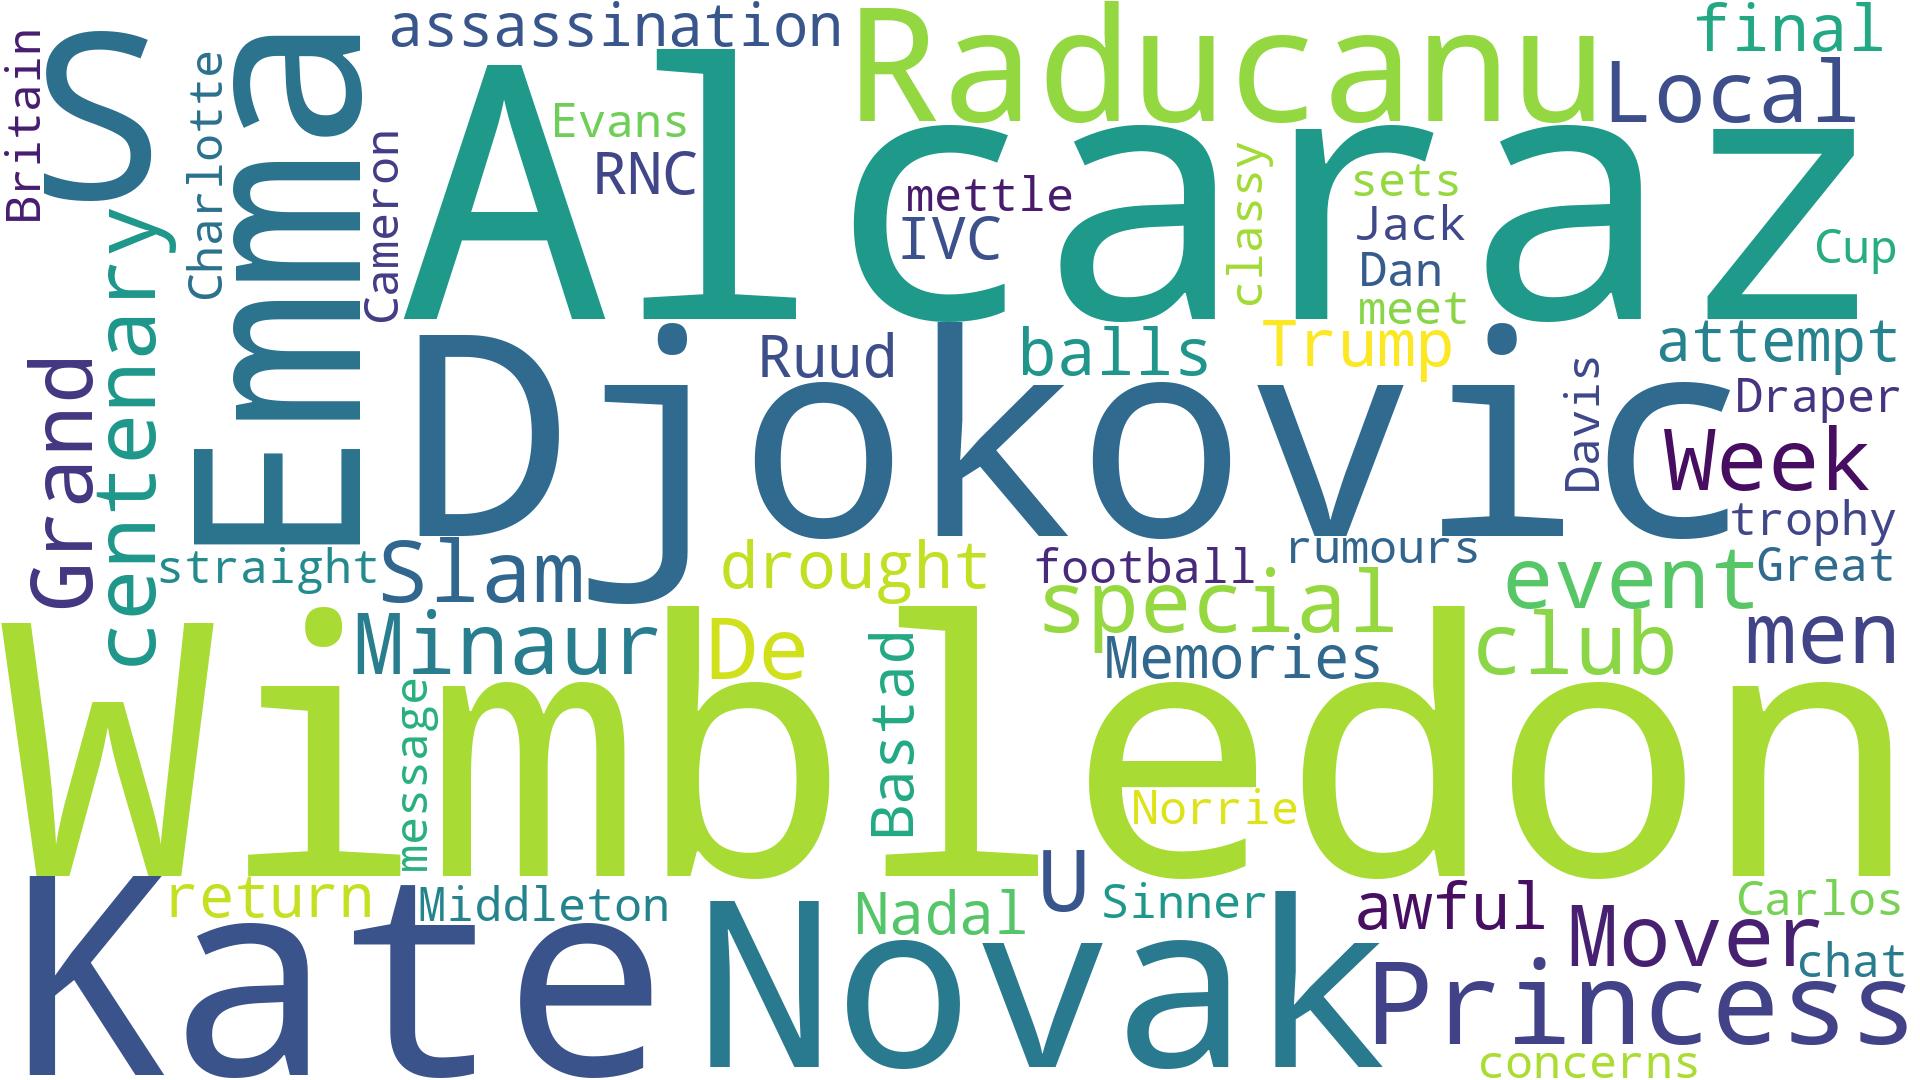 assassination
Raducanu
final
Britain
S
Charlotte
Emma
Alcaraz
Local
Evans
RNC
Cameron
mettle
IVC
classy
sets
Jack
Dan
meet
Cup
centenary
Grand
Djokovic
Ruud
balls
Trump
attempt
Davis
Draper
Week
trophy
straight
Slam
drought
football
rumours
special
event
Great
Wimbledon
Minaur
De
Bastad
Memories
club
men
message
Norrie
Kate
return
Middleton
Novak
Nadal
U
Sinner
awful
Mover
Carlos
chat
Princess
concerns